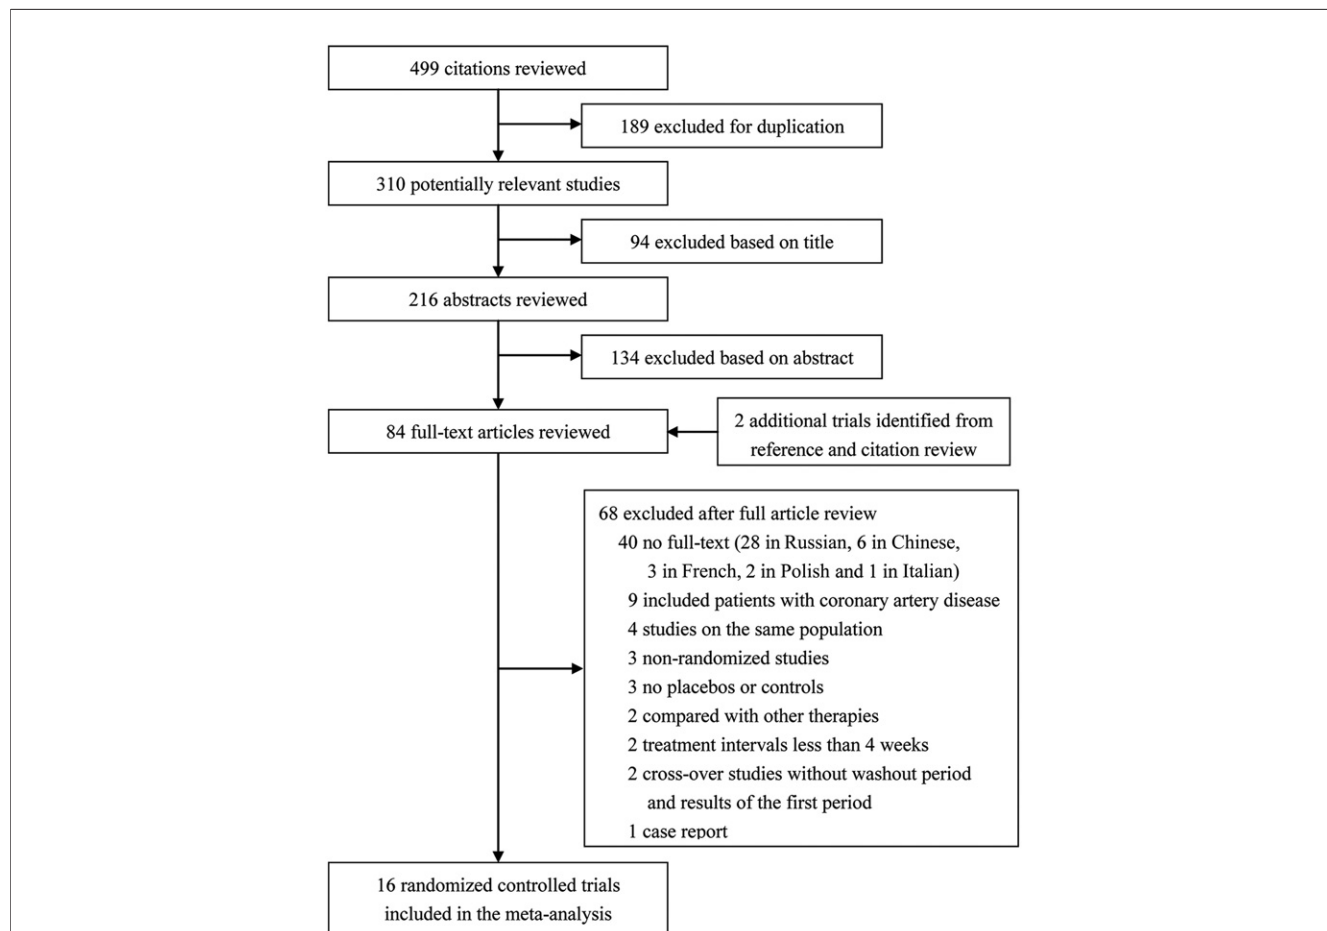 499 citations reviewed
189 excluded for duplication
310 potentially relevant studies
94 excluded based on title
216 abstracts reviewed
134 excluded based on abstract
84 full-text articles reviewed
2 additional trials identified from
reference and citation review
68 excluded after full article review
40 no full-text (28 in Russian, 6 in Chinese,
3 in French, 2 in Polish and 1 in Italian)
9 included patients with coronary artery disease
4 studies on the same population
3 non-randomized studies
3 no placebos or controls
2 compared with other therapies
2 treatment intervals less than 4 weeks
2 cross-over studies without washout period
and results of the first period
1 case report
16 randomized controlled trials
included in the meta-analysis